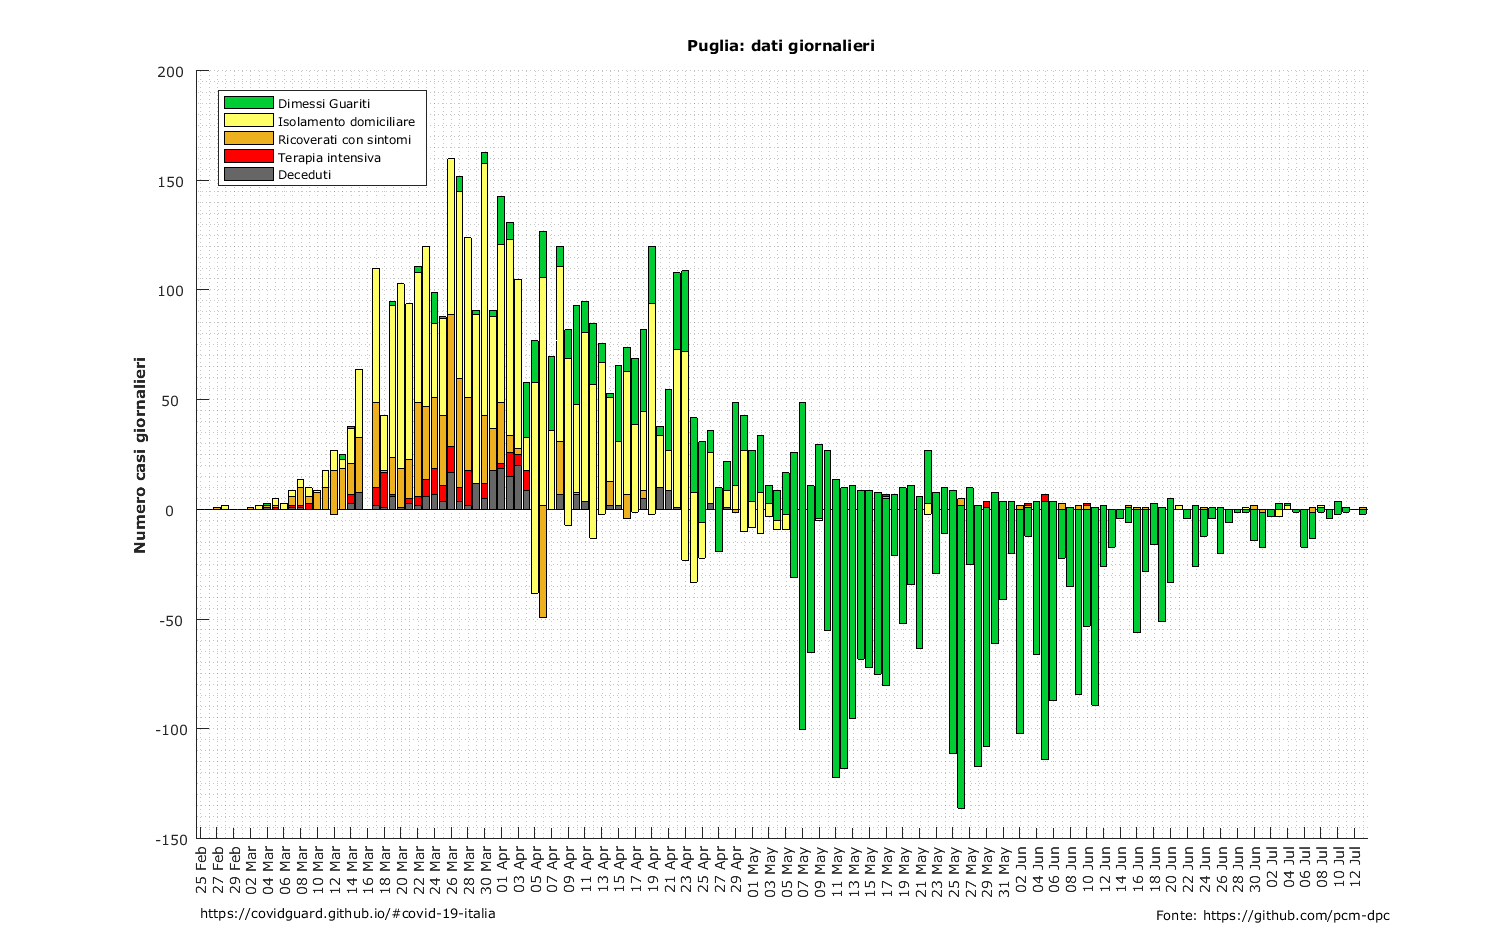 Puglia: dati giornalieri
200
150
100
50
0
-50
-100
-150
Numero casi giornalieri
Dimessi Guariti
Isolamento domiciliare
Ricoverati con sintomi
Terapia intensiva
Deceduti
25 Feb
27 Feb
29 Feb
02 Mar
04 Mar
06 Mar
08 Mar
10 Mar
12 Mar
14 Mar
16 Mar
18 Mar
20 Mar
22 Mar
24 Mar
26 Mar
28 Mar
30 Mar
01 Apr
03 Apr
05 Apr
07 Apr
09 Apr
11 Apr
13 Apr
15 Apr
17 Apr
19 Apr
21 Apr
23 Apr
25 Apr
27 Apr
29 Apr
01 May
03 May
05 May
07 May
09 May
11 May
13 May
15 May
17 May
19 May
21 May
23 May
25 May
27 May
29 May
31 May
02 Jun
04 Jun
06 Jun
08 Jun
10 Jun
12 Jun
14 Jun
16 Jun
18 Jun
20 Jun
22 Jun
24 Jun
26 Jun
28 Jun
30 Jun
02 Jul
04 Jul
06 Jul
08 Jul
10 Jul
12 Jul
https://covidguard.github.io/#covid-19-italia
Fonte: https://github.com/pcm-dpc